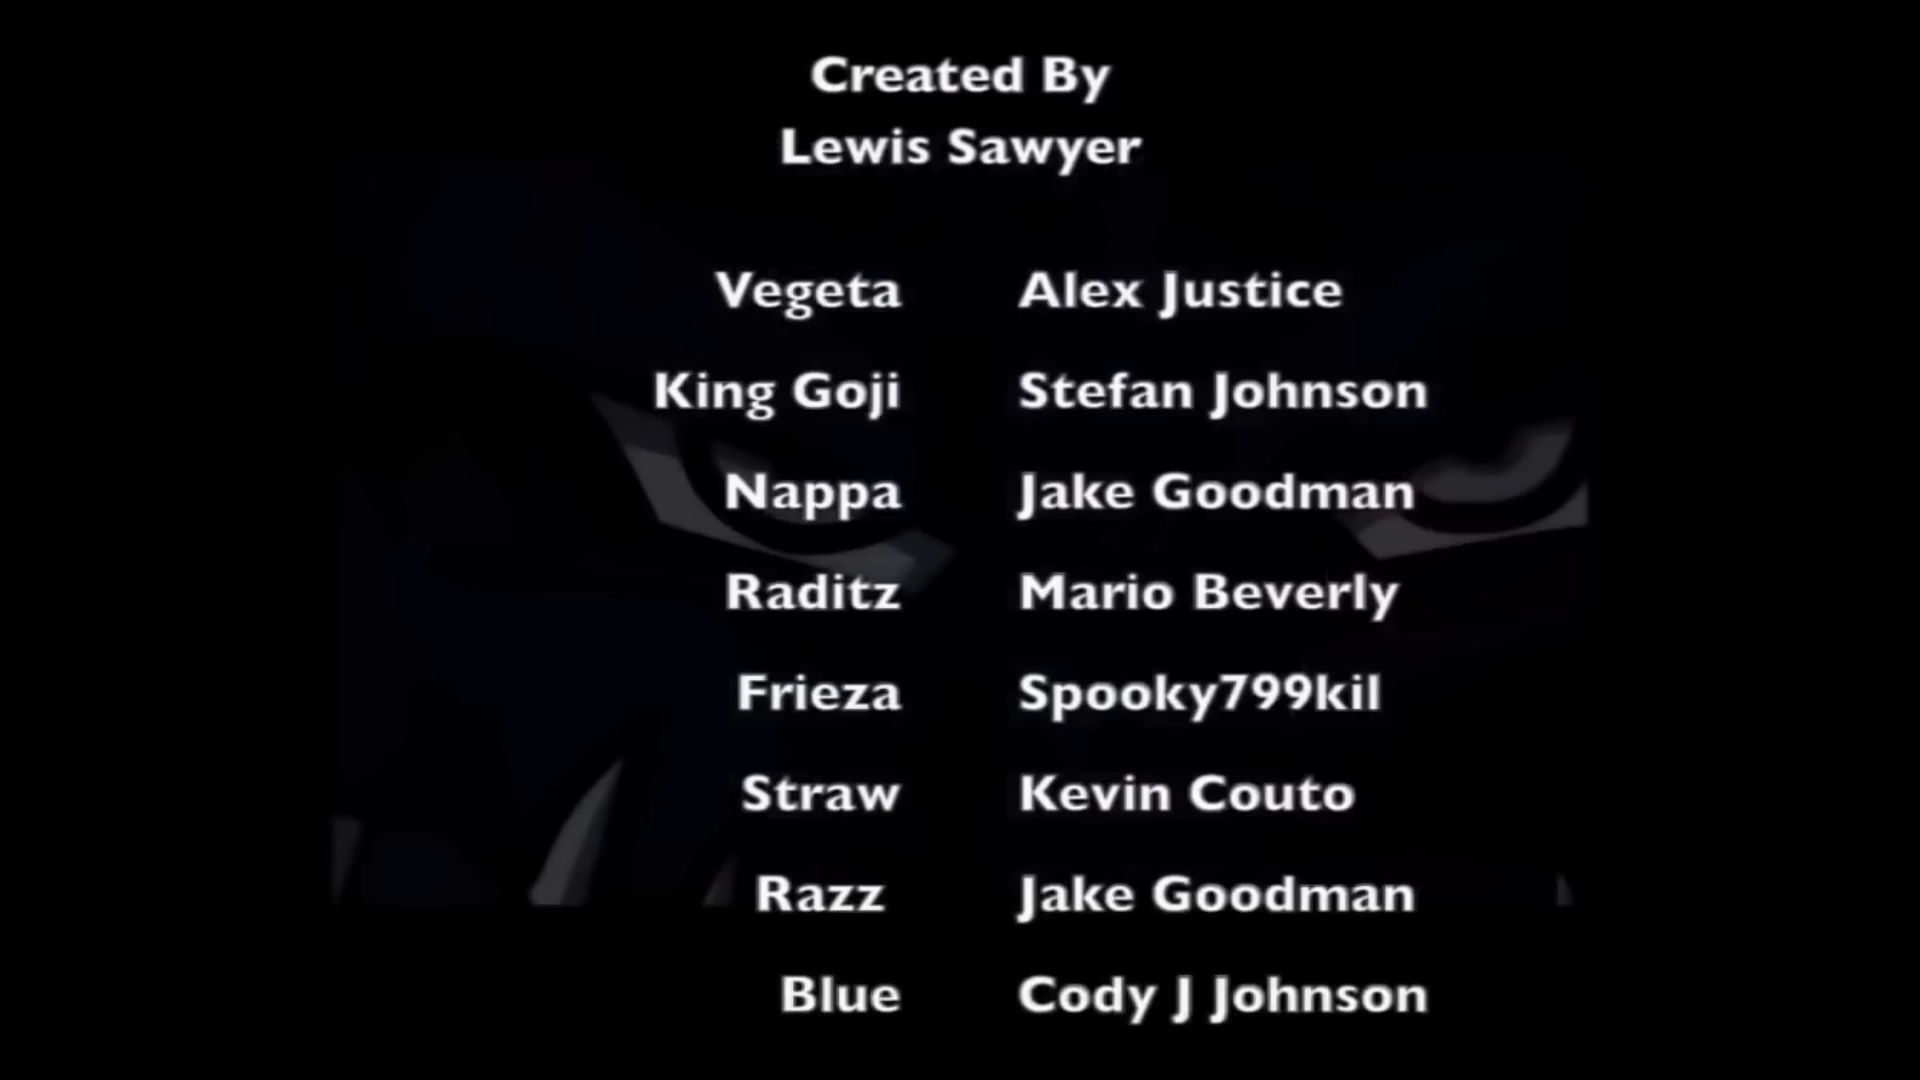 Created By
Lewis Sawyer
Vegeta Alex Justice
King Goji Stefan Johnson
Nappa Jake Goodman
Raditz Mario Beverly
Frieza Spooky799kil
Straw Kevin Couto
Razz Jake Goodman
Blue Cody J Johnson